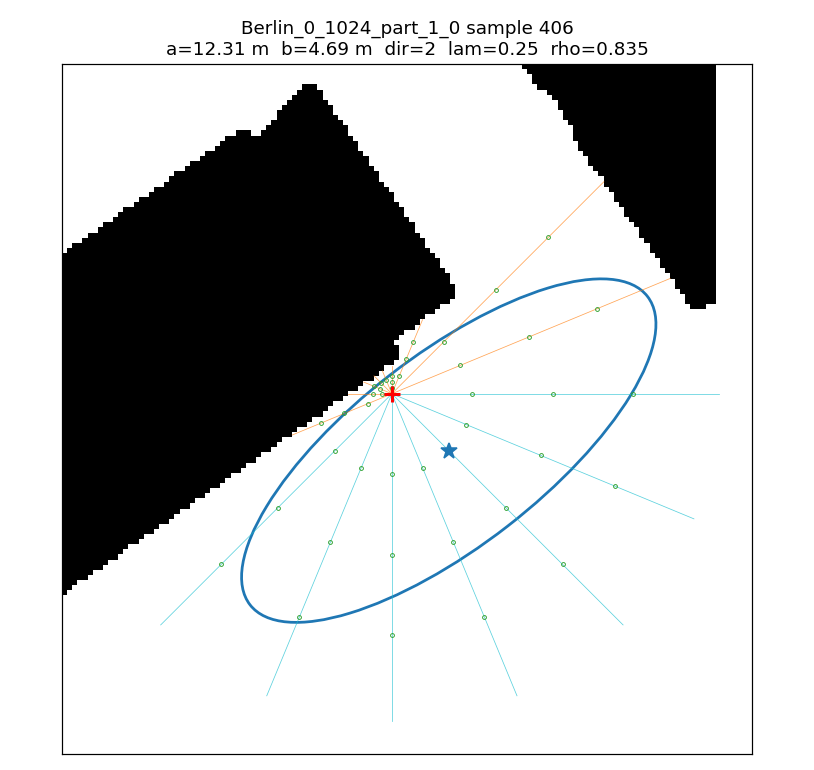 Berlin_0_1024_part_1_0 sample 406
a=12.31 m  b=4.69 m  dir=2  lam=0.25  rho=0.835